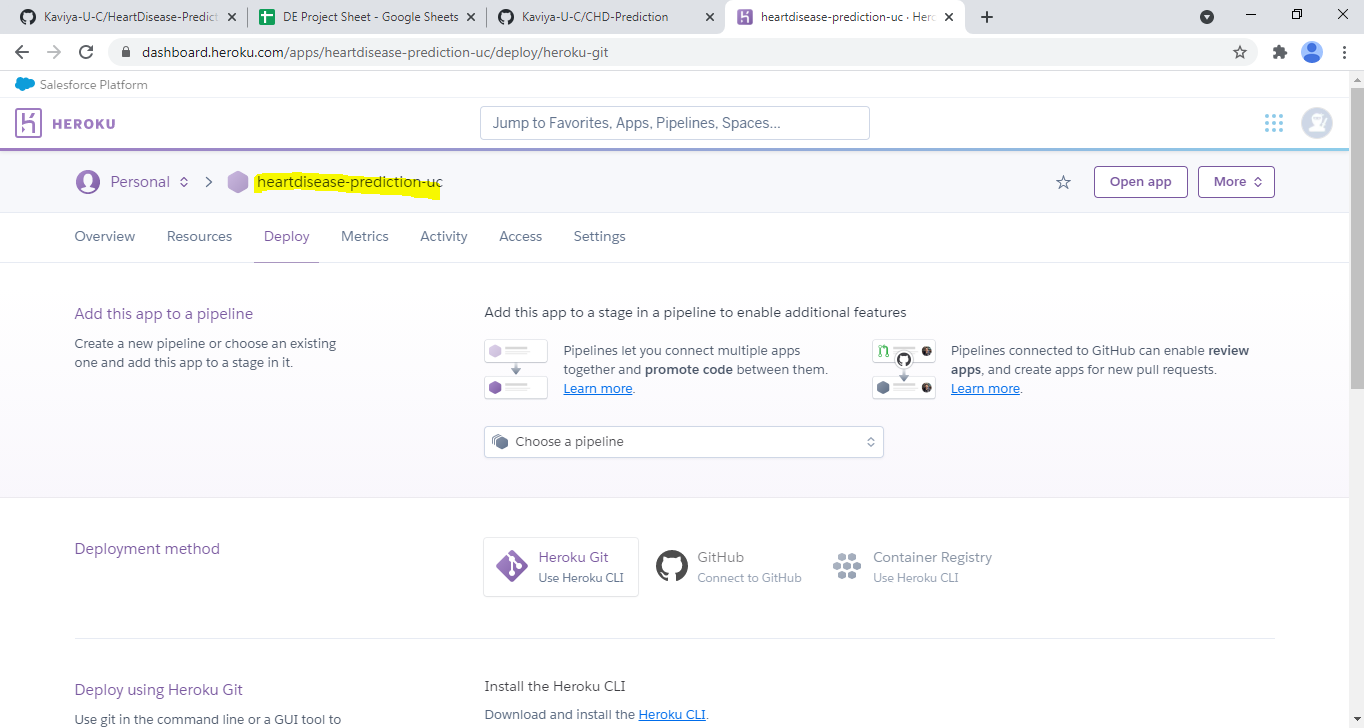 Kaviya-U-C/HeartDisease-Predict
DE Project Sheet - Google Sheets
Kaviya-U-C/CHD-Prediction
heartdisease-prediction-uc · Her
dashboard.heroku.com/apps/heartdisease-prediction-uc/deploy/heroku-git
Salesforce Platform
HEROKU
Jump to Favorites, Apps, Pipelines, Spaces...
Personal
heartdisease-prediction-uc
Open app
More
Overview
Resources
Deploy
Metrics
Activity
Access
Settings
Add this app to a pipeline
Create a new pipeline or choose an existing
one and add this app to a stage in it.
Add this app to a stage in a pipeline to enable additional features
Pipelines let you connect multiple apps
together and promote code between them.
Learn more.
Pipelines connected to GitHub can enable review
apps, and create apps for new pull requests.
Learn more.
Choose a pipeline
Deployment method
Heroku Git
Use Heroku CLI
GitHub
Connect to GitHub
Container Registry
Use Heroku CLI
Deploy using Heroku Git
Use git in the command line or a GUI tool to
Install the Heroku CLI
Download and install the Heroku CLI.